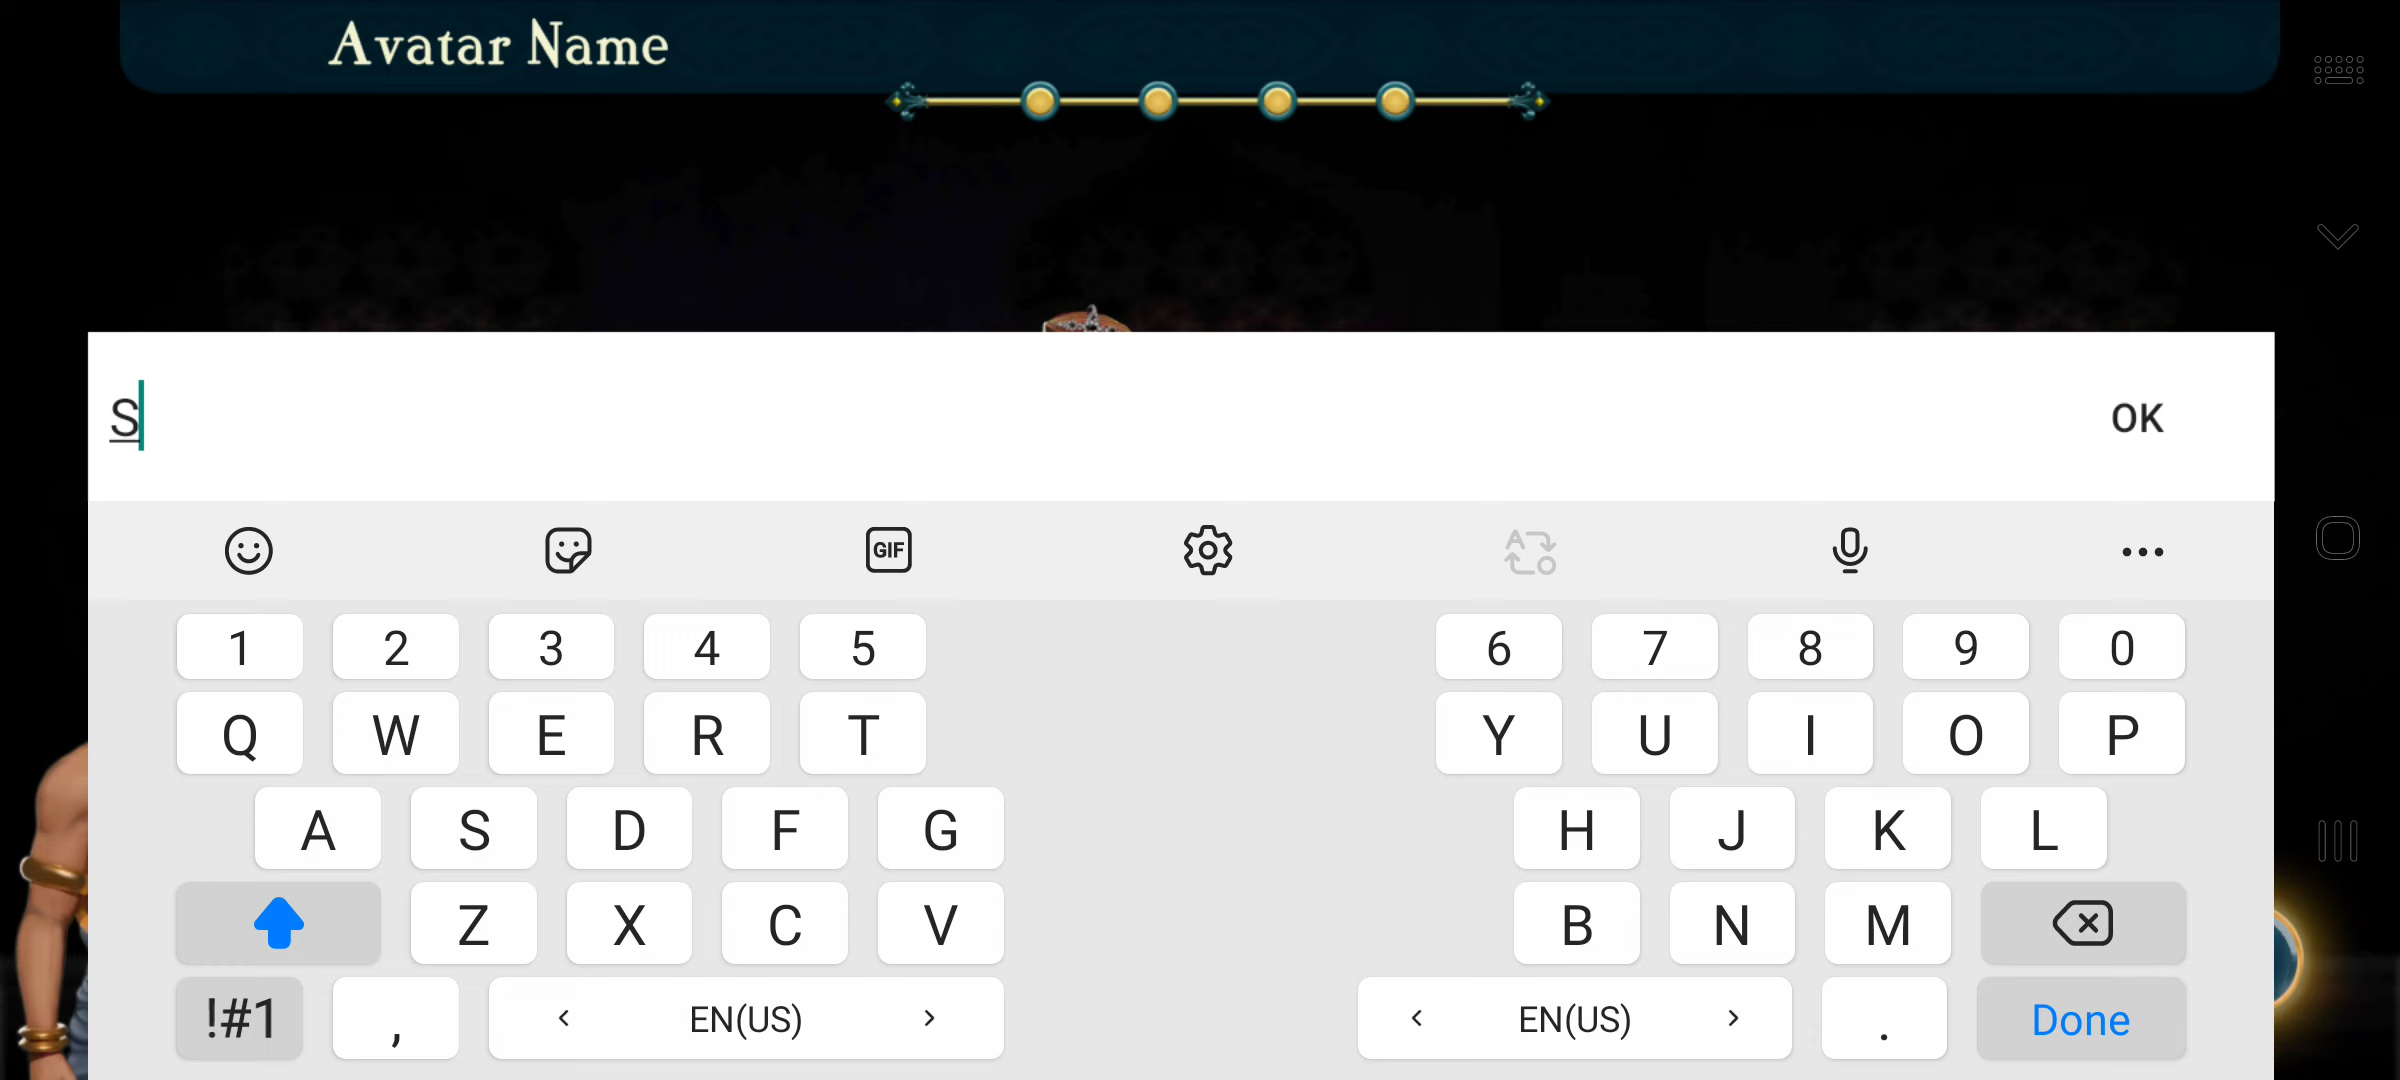 Avatar Name
S
OK
GIF
1 2 3 4 5 6 7 8 9 0
Q W E R T Y U I O P
A S D F G H J K L
Z X C V B N M
!#1 , < EN(US) > < EN(US) > . Done